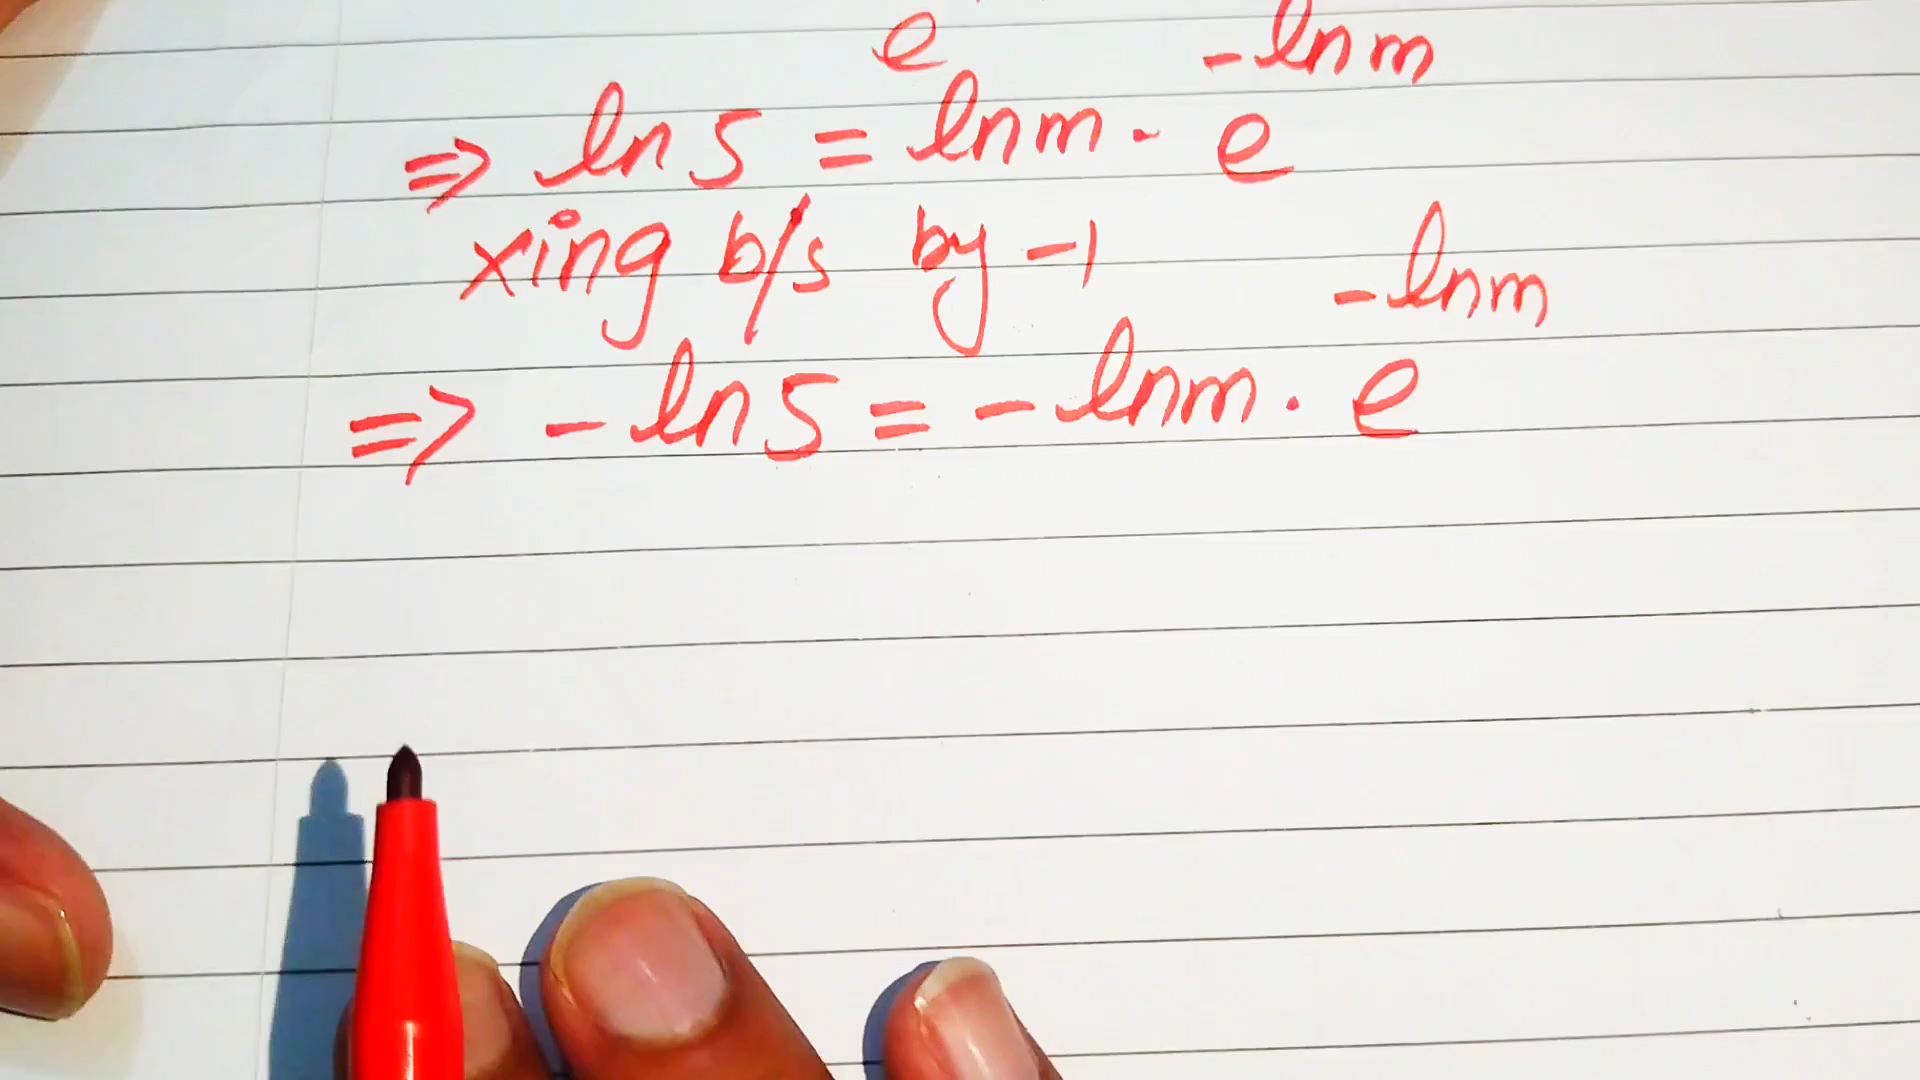 e
⇒ ln5 = lnm · e^-lnm
xing b/s by -1
⇒ -ln5 = -lnm · e^-lnm